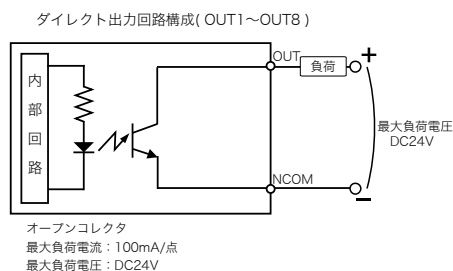 ダイレクト出力回路構成( OUT1～OUT8 )
内部回路
OUT
負荷
+
最大負荷電圧
DC24V
NCOM
−
オープンコレクタ
最大負荷電流：100mA/点
最大負荷電圧：DC24V